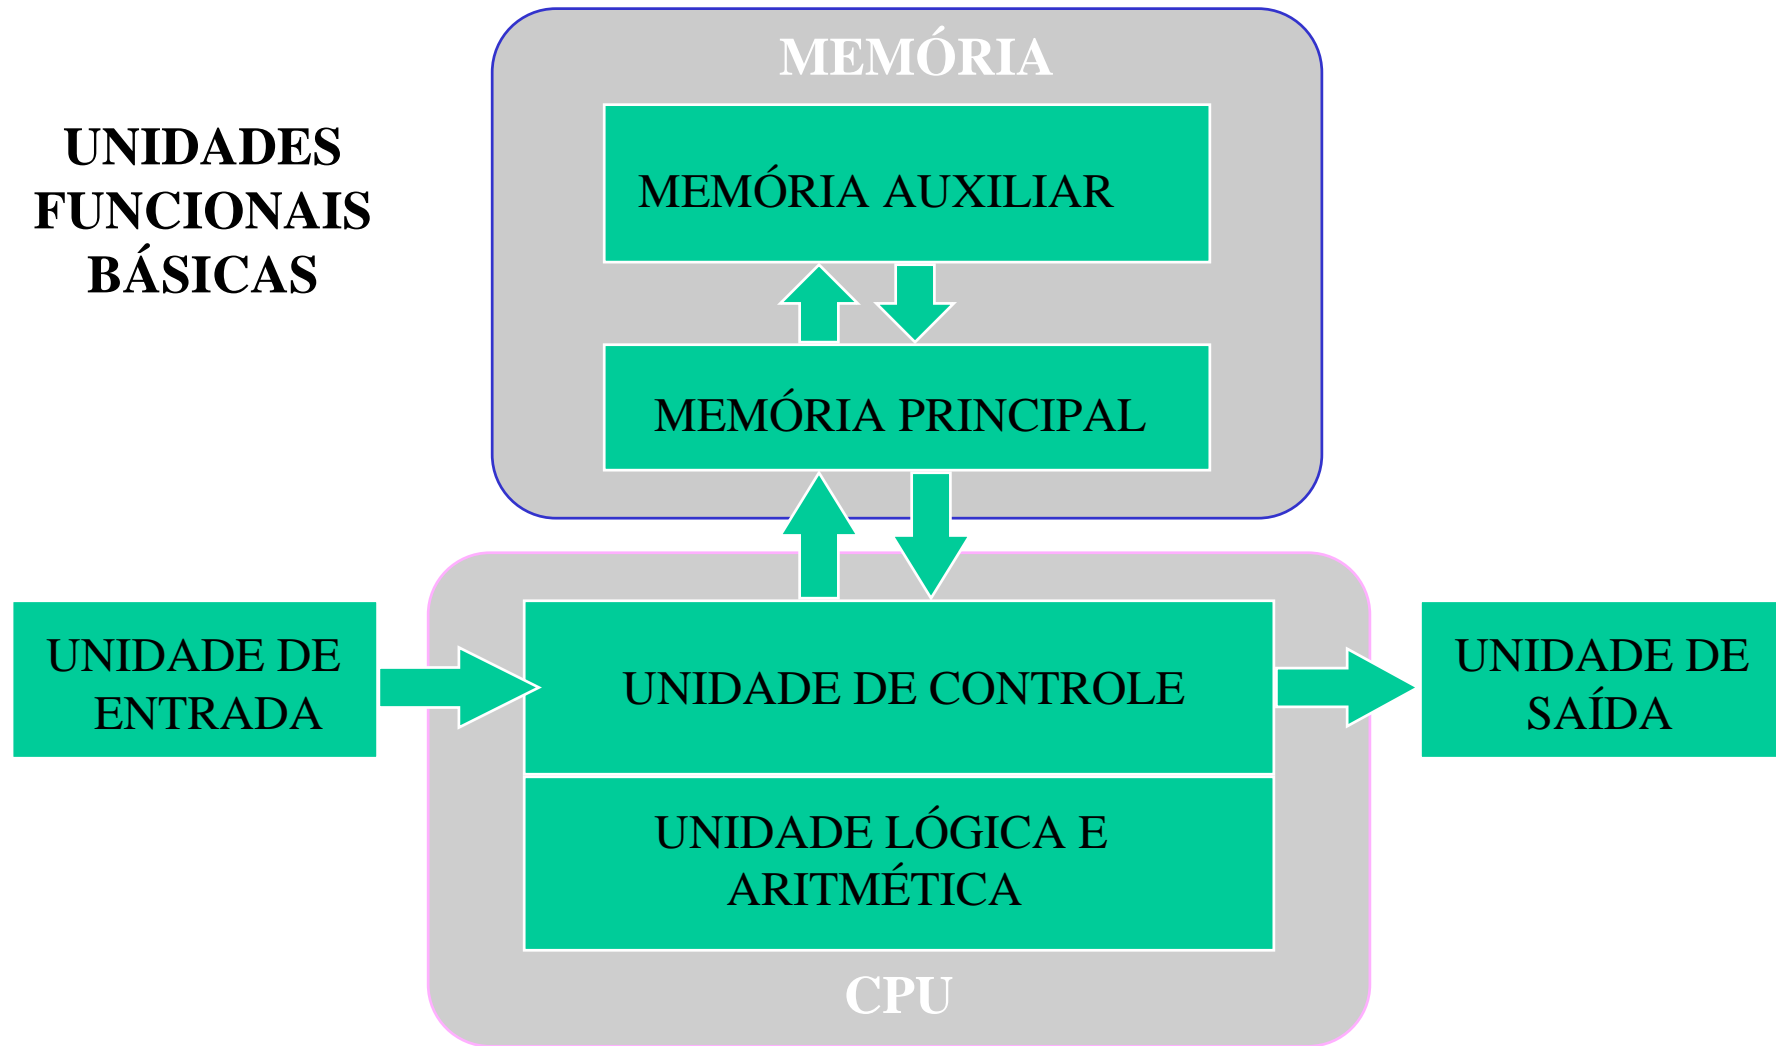 MEMÓRIA
UNIDADES
FUNCIONAIS
BÁSICAS
MEMÓRIA AUXILIAR
MEMÓRIA PRINCIPAL
UNIDADE DE
ENTRADA
UNIDADE DE CONTROLE
UNIDADE DE
SAÍDA
UNIDADE LÓGICA E
ARITMÉTICA
CPU